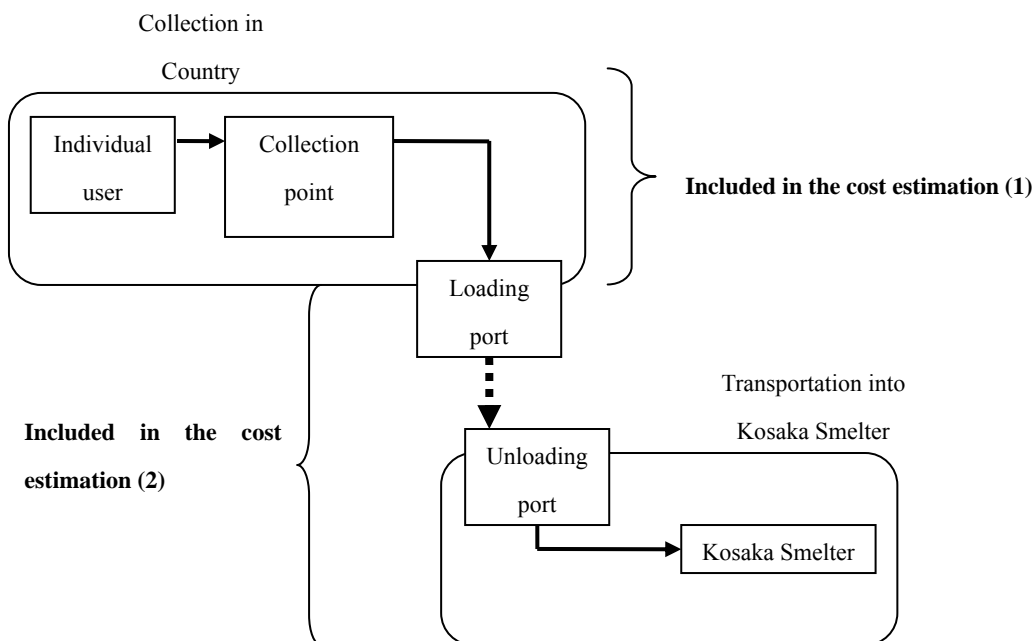 Collection in
Country
Individual
user
Collection
point
Included in the cost estimation (1)
Loading
port
Transportation into
Kosaka Smelter
Included in the cost
estimation (2)
Unloading
port
Kosaka Smelter